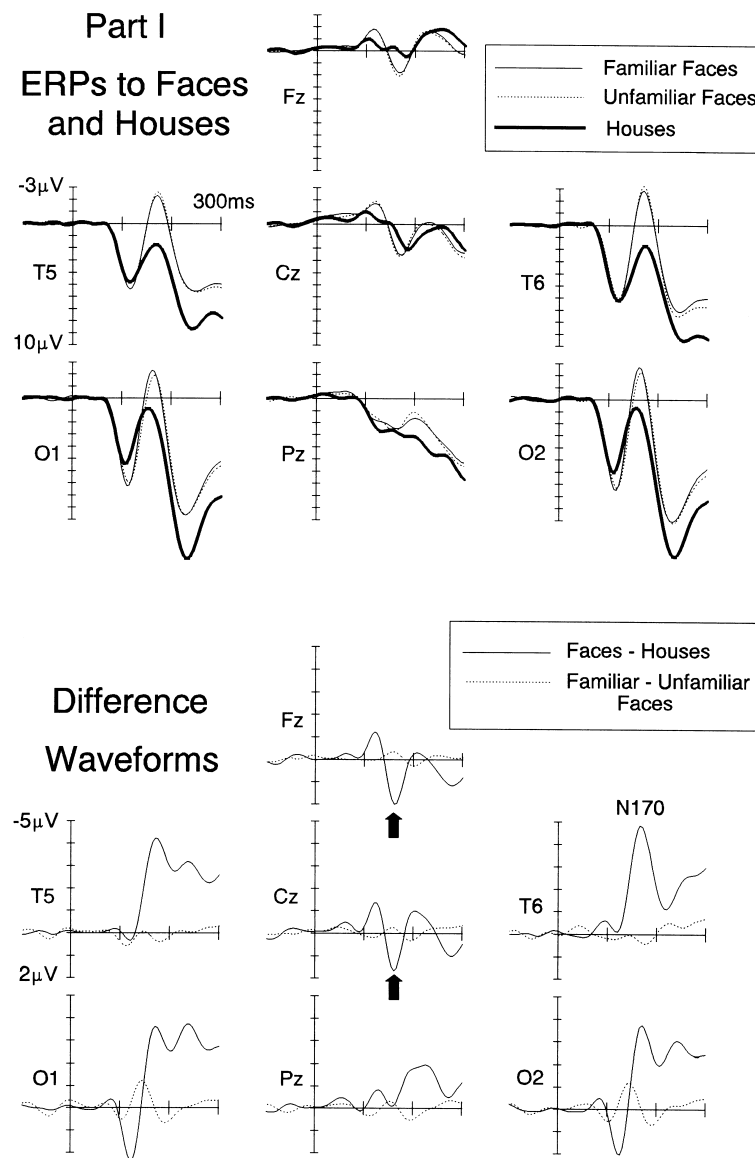 Part I
ERPs to Faces
and Houses
Fz
Familiar Faces
Unfamiliar Faces
Houses
-3µV
300ms
T5
Cz
T6
10µV
O1
Pz
O2
Difference
Waveforms
Faces - Houses
Familiar - Unfamiliar
Faces
Fz
N170
-5µV
T5
Cz
T6
2µV
O1
Pz
O2